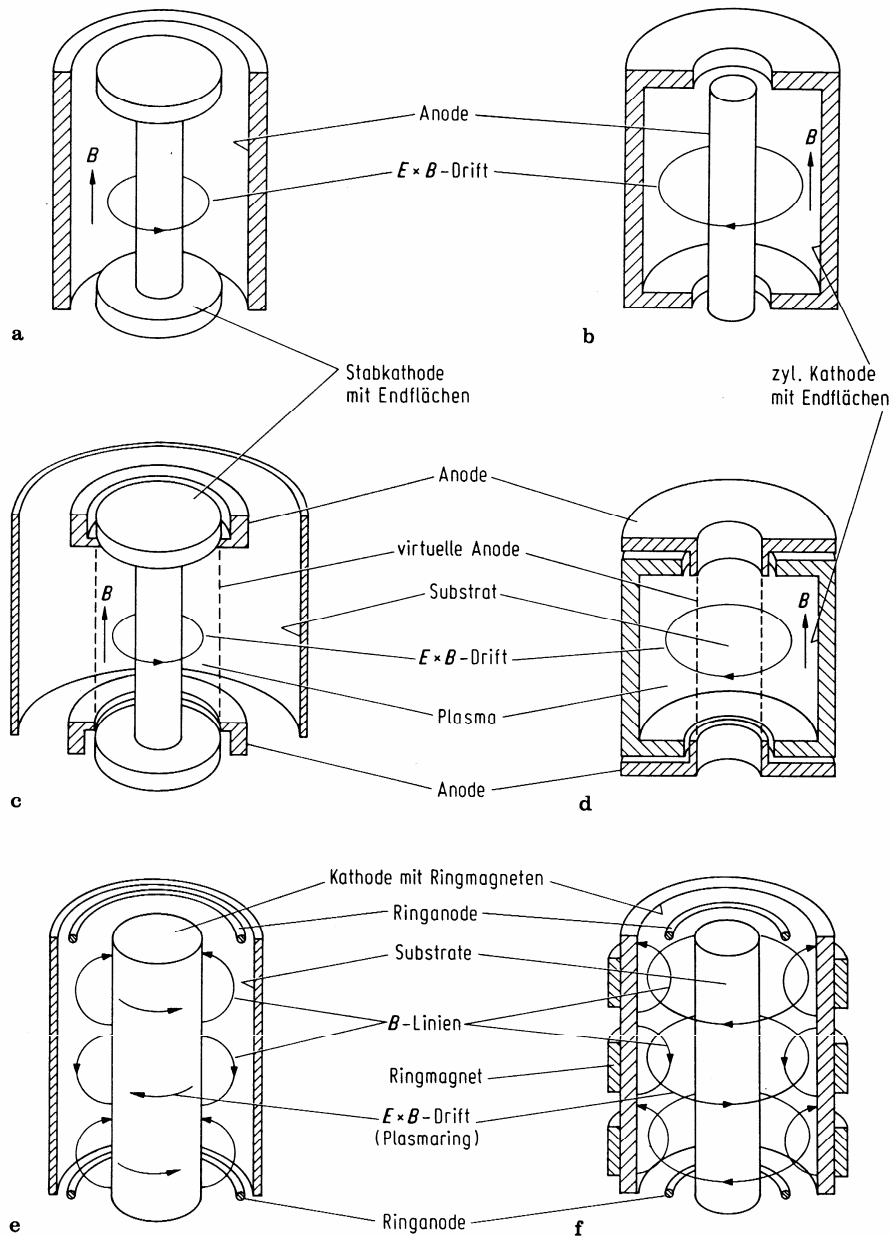 Anode
B
B
E × B-Drift
a
b
Stabkathode
mit Endflächen
zyl. Kathode
mit Endflächen
Anode
virtuelle Anode
B
Substrat
B
E × B-Drift
Plasma
Anode
c
d
Kathode mit Ringmagneten
Ringanode
Substrate
B-Linien
Ringmagnet
E × B-Drift
(Plasmaring)
Ringanode
e
f